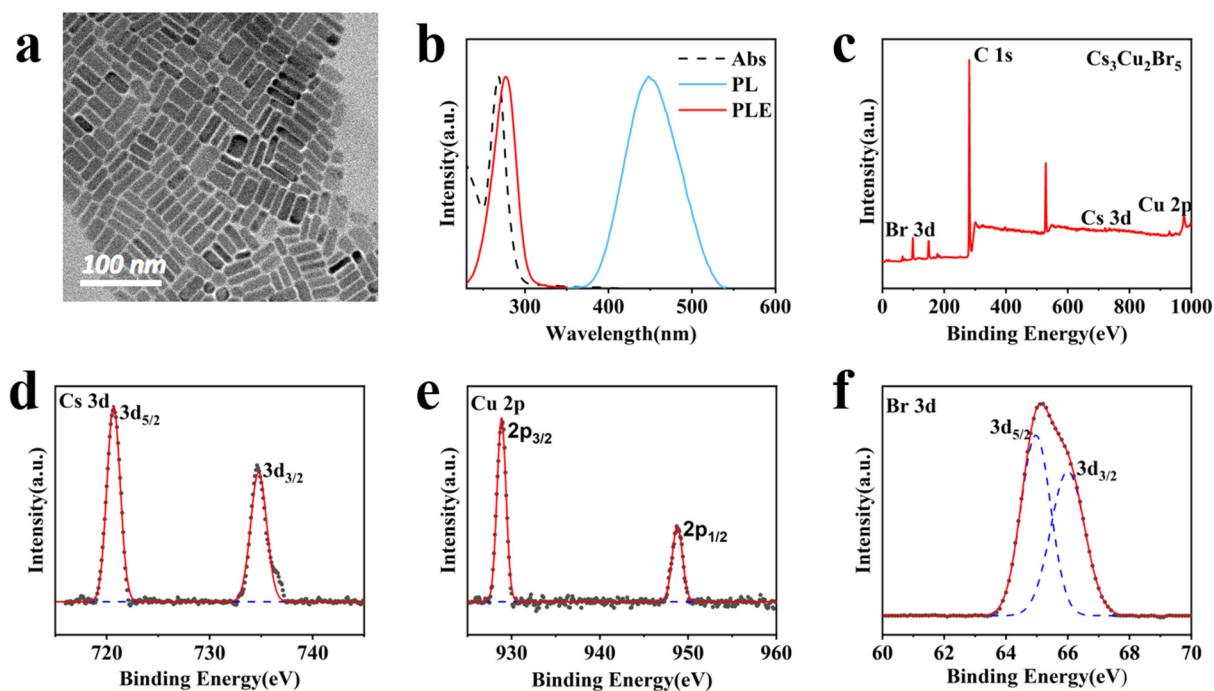 a
100 nm
b
Abs
PL
PLE
Intensity(a.u.)
300 400 500 600
Wavelength(nm)
c
C 1s
Cs₃Cu₂Br₅
Br 3d
Cs 3d
Cu 2p
Intensity(a.u.)
0 200 400 600 800 1000
Binding Energy(eV)
d
Cs 3d
3d₅/₂
3d₃/₂
Intensity(a.u.)
720 730 740
Binding Energy(eV)
e
Cu 2p
2p₃/₂
2p₁/₂
Intensity(a.u.)
930 940 950 960
Binding Energy(eV)
f
Br 3d
3d₅/₂
3d₃/₂
Intensity(a.u.)
60 62 64 66 68 70
Binding Energy(eV)